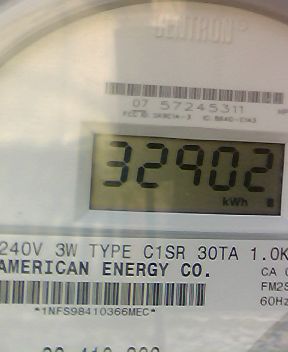 CENTRON®
07 57245311
32902
kWh
240V 3W TYPE C1SR 30TA 1.0K
AMERICAN ENERGY CO.
CA
FM2S
60Hz
*1NFS98410366MEC*